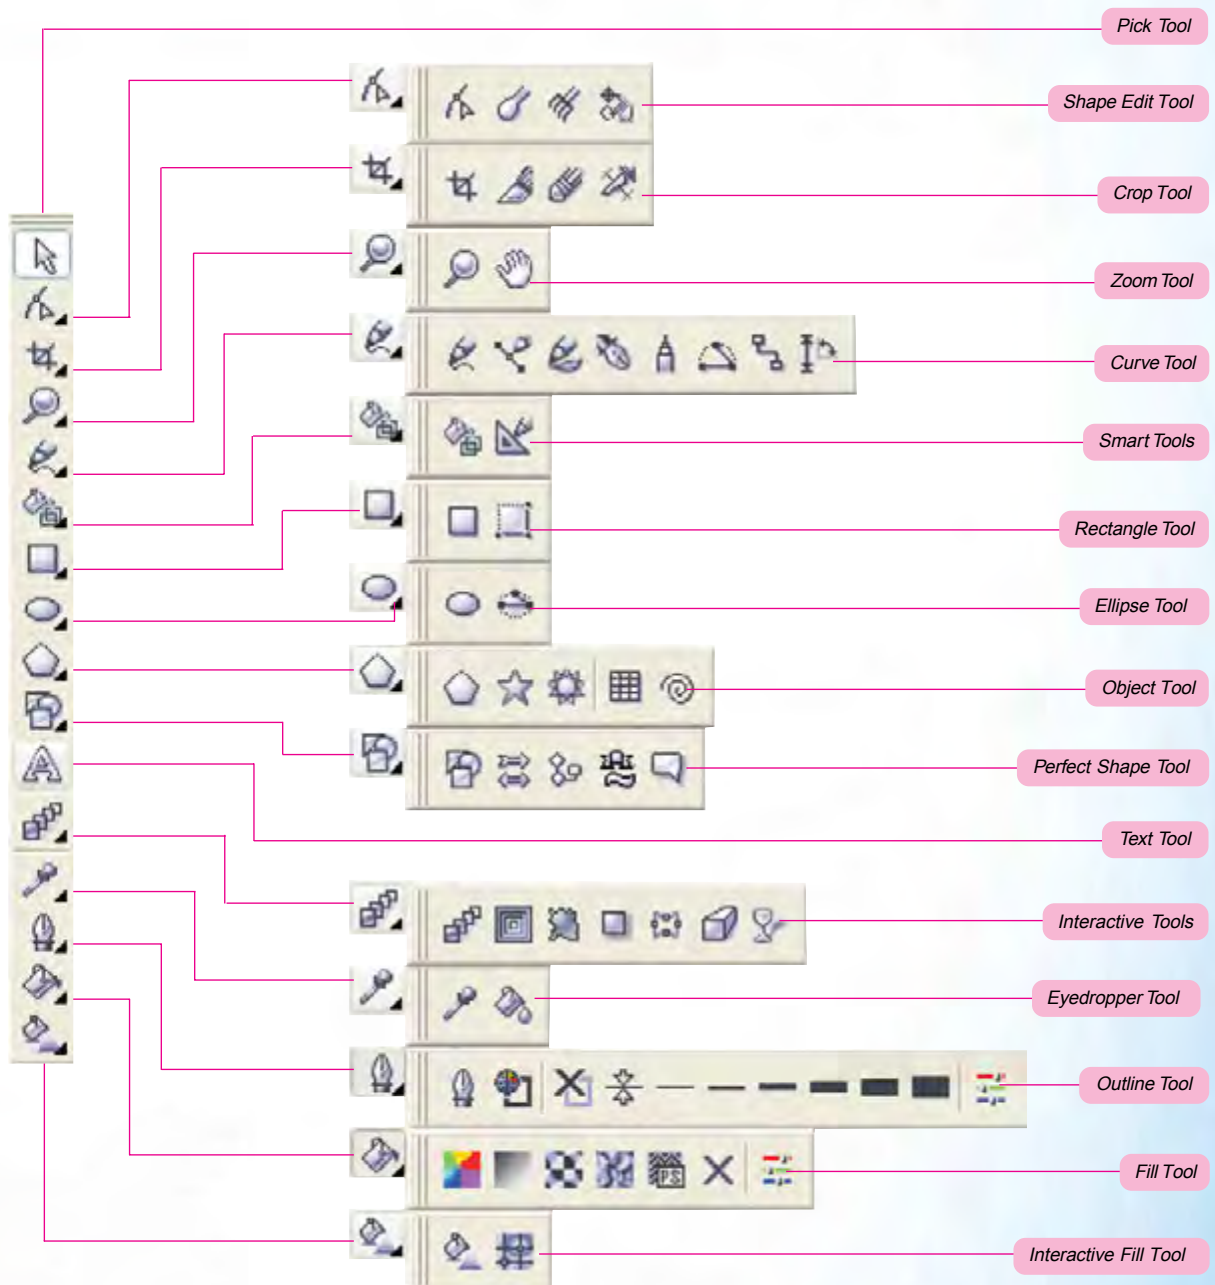 Pick Tool
Shape Edit Tool
Crop Tool
Zoom Tool
Curve Tool
Smart Tools
Rectangle Tool
Ellipse Tool
Object Tool
Perfect Shape Tool
Text Tool
Interactive Tools
Eyedropper Tool
Outline Tool
PS
Fill Tool
Interactive Fill Tool